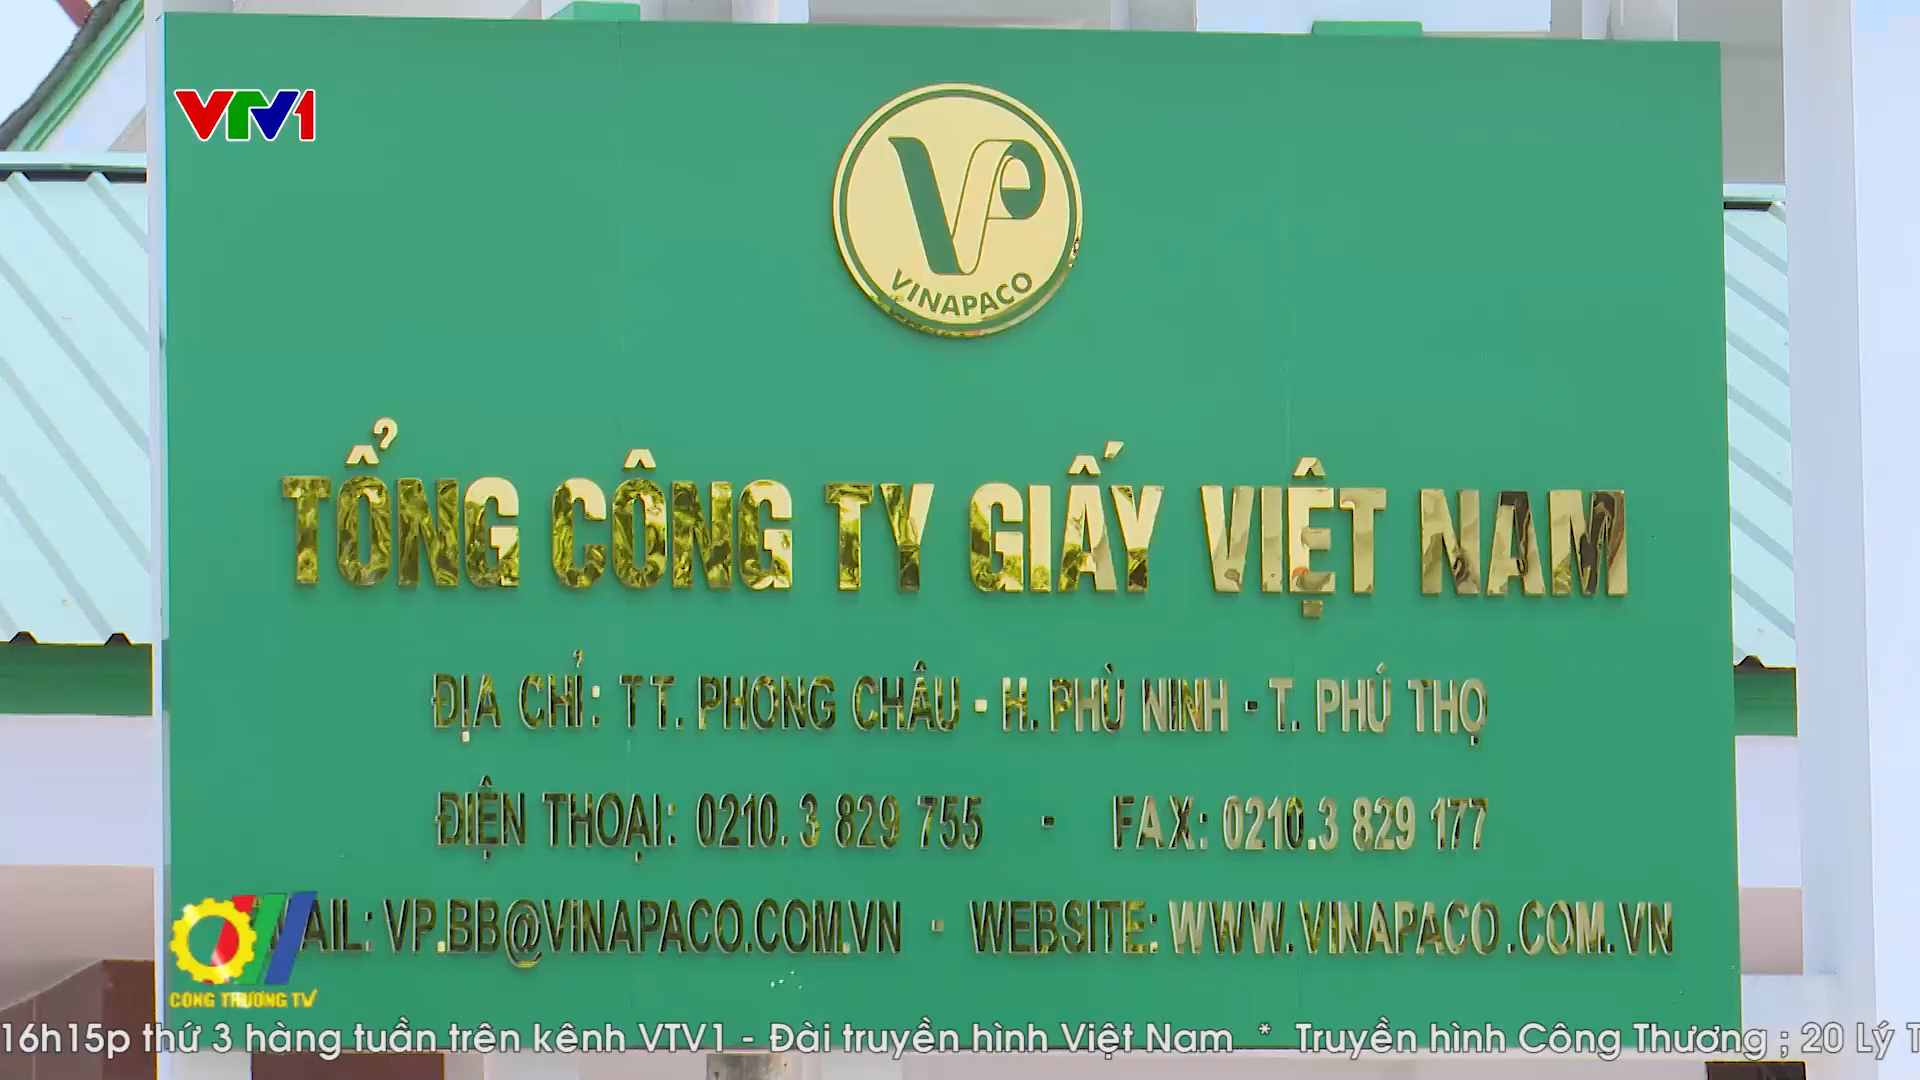 VTV1
VP
VINAPACO
TỔNG CÔNG TY GIẤY VIỆT NAM
ĐỊA CHỈ: TT. PHONG CHÂU - H. PHÙ NINH - T. PHÚ THỌ
ĐIỆN THOẠI: 0210. 3 829 755 - FAX: 0210.3 829 177
MAIL: VP.BB@VINAPACO.COM.VN - WEBSITE: WWW.VINAPACO.COM.VN
CÔNG THƯƠNG TV
16h15p thứ 3 hàng tuần trên kênh VTV1 - Đài truyền hình Việt Nam * Truyền hình Công Thương ; 20 Lý